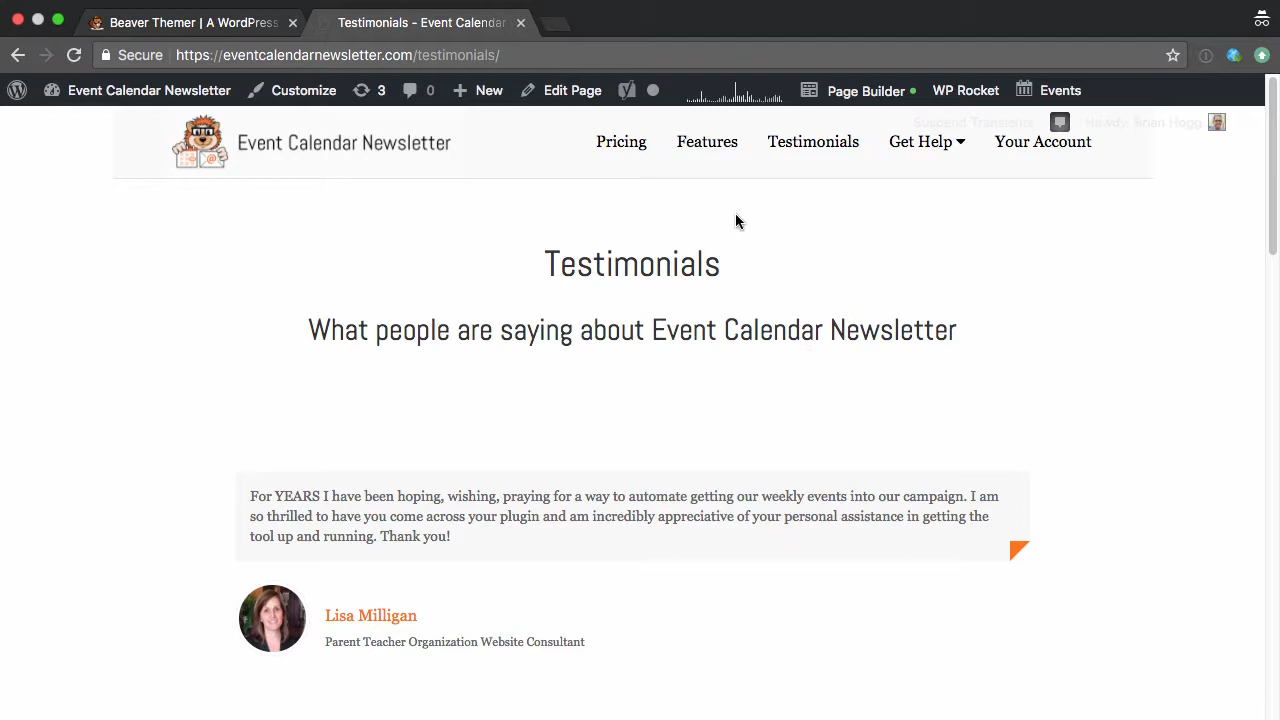 Beaver Themer | A WordPress
Testimonials - Event Calendar
Secure https://eventcalendarnewsletter.com/testimonials/
Event Calendar Newsletter Customize 3 0 New Edit Page Page Builder WP Rocket Events
Suspend Transients Howdy, Brian Hogg
Event Calendar Newsletter
Pricing Features Testimonials Get Help Your Account
Testimonials
What people are saying about Event Calendar Newsletter
For YEARS I have been hoping, wishing, praying for a way to automate getting our weekly events into our campaign. I am
so thrilled to have you come across your plugin and am incredibly appreciative of your personal assistance in getting the
tool up and running. Thank you!
Lisa Milligan
Parent Teacher Organization Website Consultant